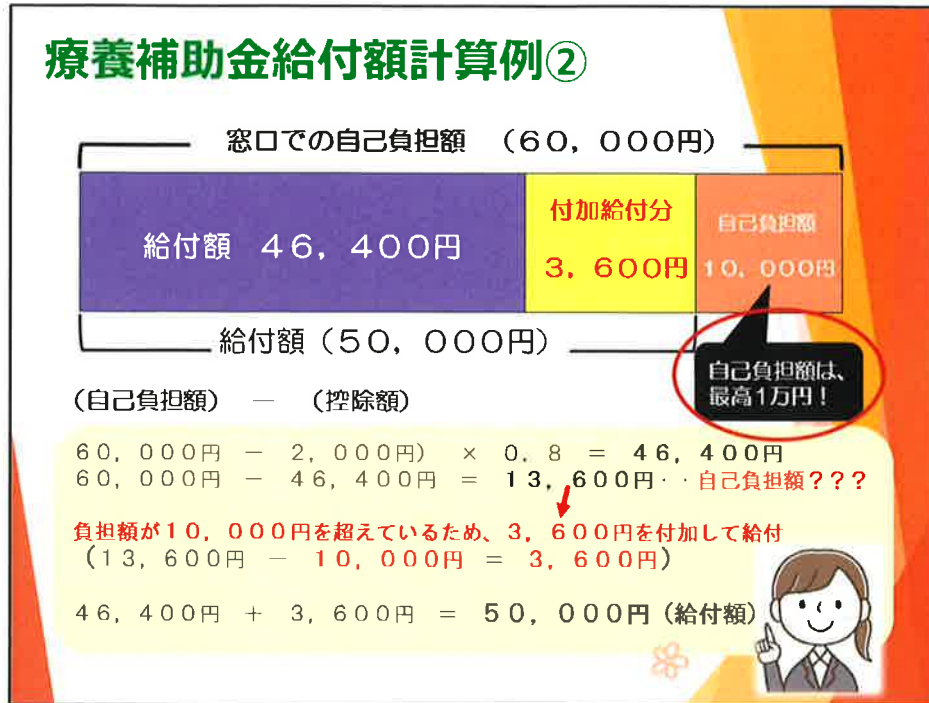 療養補助金給付額計算例②
窓口での自己負担額　（６０，０００円）
給付額　４６，４００円
付加給付分
３，６００円
自己負担額
１０，０００円
給付額（５０，０００円）
自己負担額は、
最高１万円！
（自己負担額）　―　（控除額）
６０，０００円　－　２，０００円）　×　０．８　＝　４６，４００円
６０，０００円　－　４６，４００円　＝　１３，６００円・・自己負担額？？？
負担額が１０，０００円を超えているため、３，６００円を付加して給付
（１３，６００円　－　１０，０００円　＝　３，６００円）
４６，４００円　＋　３，６００円　＝　５０，０００円（給付額）